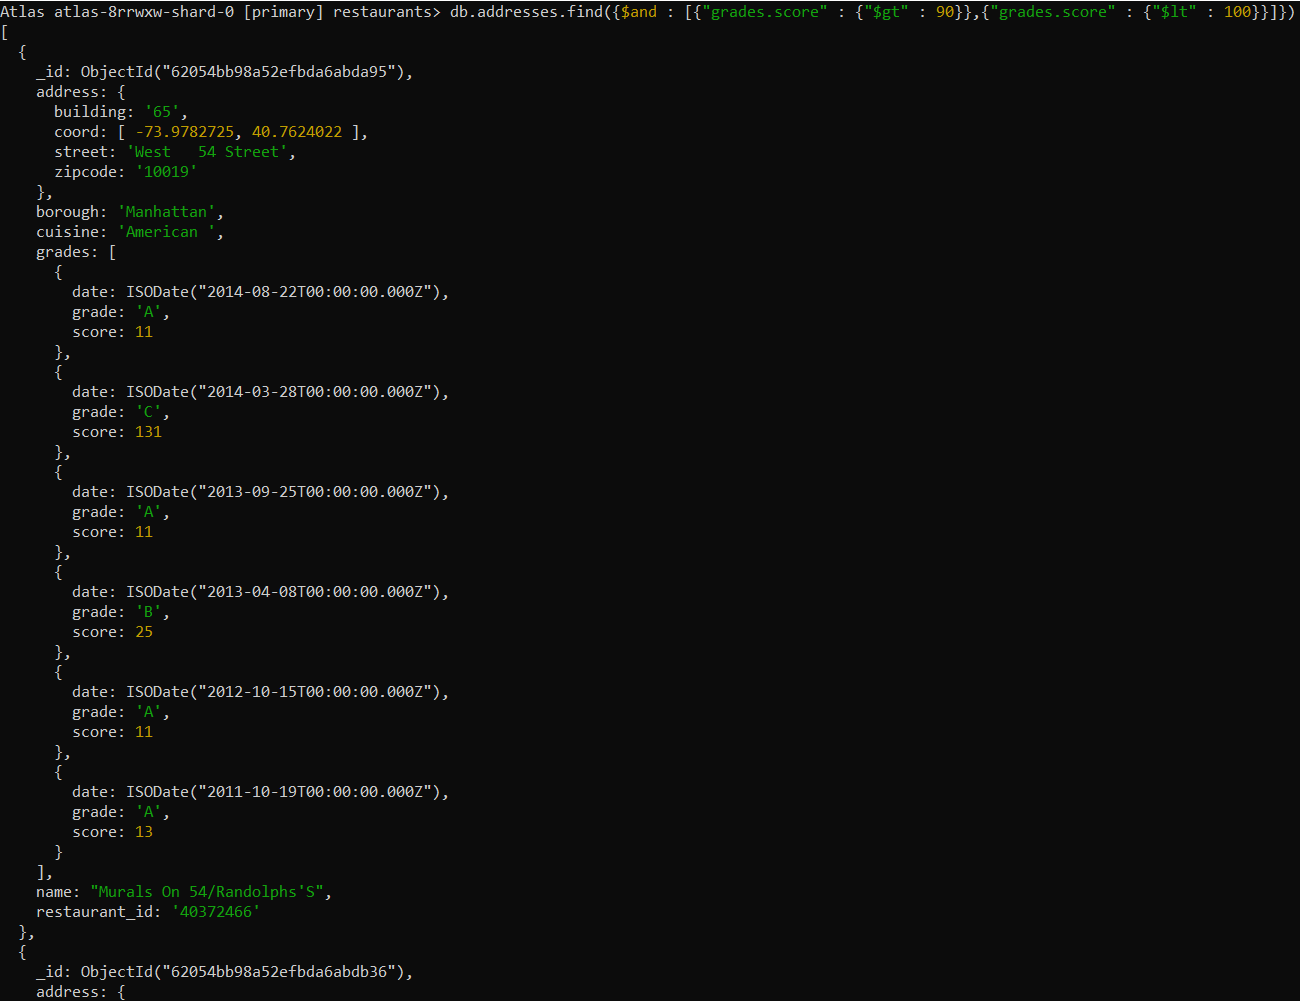 Atlas atlas-8rrwxw-shard-0 [primary] restaurants> db.addresses.find({$and : [{"grades.score" : {"$gt" : 90}},{"grades.score" : {"$lt" : 100}}]})
[
  {
    _id: ObjectId("62054bb98a52efbda6abda95"),
    address: {
      building: '65',
      coord: [ -73.9782725, 40.7624022 ],
      street: 'West   54 Street',
      zipcode: '10019'
    },
    borough: 'Manhattan',
    cuisine: 'American ',
    grades: [
      {
        date: ISODate("2014-08-22T00:00:00.000Z"),
        grade: 'A',
        score: 11
      },
      {
        date: ISODate("2014-03-28T00:00:00.000Z"),
        grade: 'C',
        score: 131
      },
      {
        date: ISODate("2013-09-25T00:00:00.000Z"),
        grade: 'A',
        score: 11
      },
      {
        date: ISODate("2013-04-08T00:00:00.000Z"),
        grade: 'B',
        score: 25
      },
      {
        date: ISODate("2012-10-15T00:00:00.000Z"),
        grade: 'A',
        score: 11
      },
      {
        date: ISODate("2011-10-19T00:00:00.000Z"),
        grade: 'A',
        score: 13
      }
    ],
    name: "Murals On 54/Randolphs'S",
    restaurant_id: '40372466'
  },
  {
    _id: ObjectId("62054bb98a52efbda6abdb36"),
    address: {